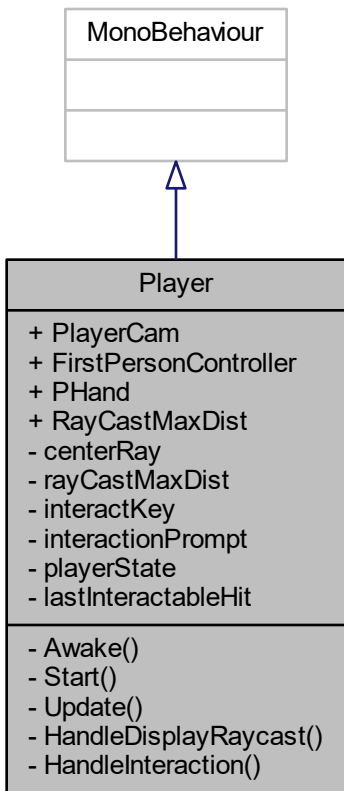 MonoBehaviour
Player
+ PlayerCam
+ FirstPersonController
+ PHand
+ RayCastMaxDist
- centerRay
- rayCastMaxDist
- interactKey
- interactionPrompt
- playerState
- lastInteractableHit
- Awake()
- Start()
- Update()
- HandleDisplayRaycast()
- HandleInteraction()